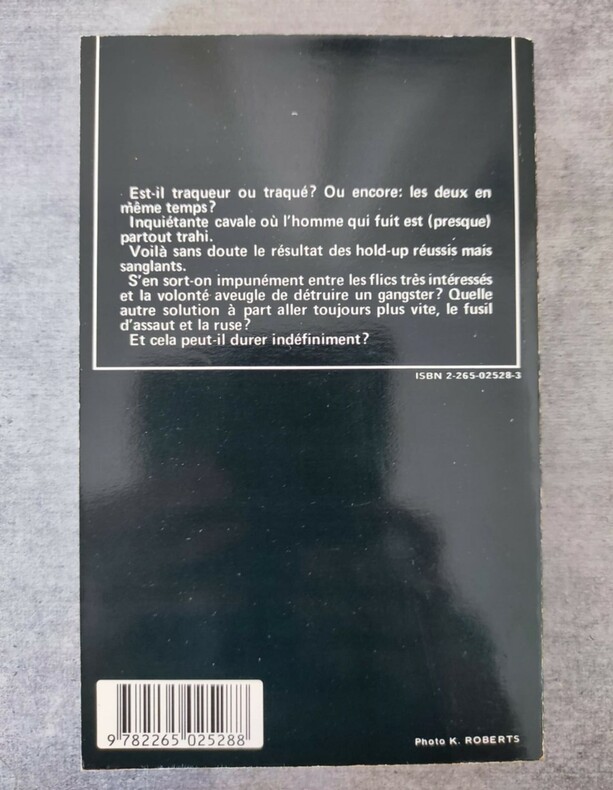 Est-il traqueur ou traqué? Ou encore: les deux en
même temps?
Inquiétante cavale où l'homme qui fuit est (presque)
partout trahi.
Voilà sans doute le résultat des hold-up réussis mais
sanglants.
S'en sort-on impunément entre les flics très intéressés
et la volonté aveugle de détruire un gangster? Quelle
autre solution à part aller toujours plus vite, le fusil
d'assaut et la ruse?
Et cela peut-il durer indéfiniment?
ISBN 2-265-02528-3
9 782265 025288
Photo K. ROBERTS